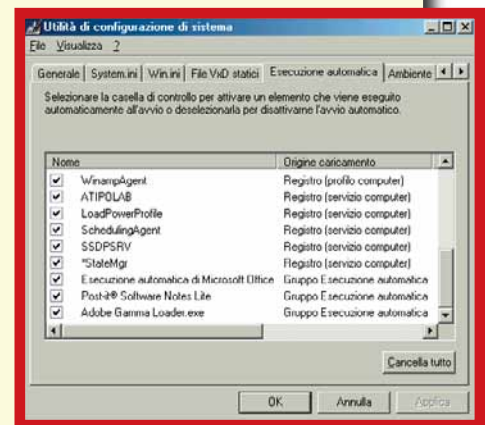 Utilità di configurazione di sistema
File Visualizza ?
Generale System.ini Win.ini File VxD statici Esecuzione automatica Ambiente
Selezionare la casella di controllo per attivare un elemento che viene eseguito
automaticamente all'avvio o deselezionarla per disattivarne l'avvio automatico.
Nome Origine caricamento
WinampAgent Registro (profilo computer)
ATIPOLAB Registro (servizio computer)
LoadPowerProfile Registro (servizio computer)
SchedulingAgent Registro (servizio computer)
SSDPSRV Registro (servizio computer)
*StateMgr Registro (servizio computer)
Esecuzione automatica di Microsoft Office Gruppo Esecuzione automatica
Post-it® Software Notes Lite Gruppo Esecuzione automatica
Adobe Gamma Loader.exe Gruppo Esecuzione automatica
Cancella tutto
OK Annulla Applica